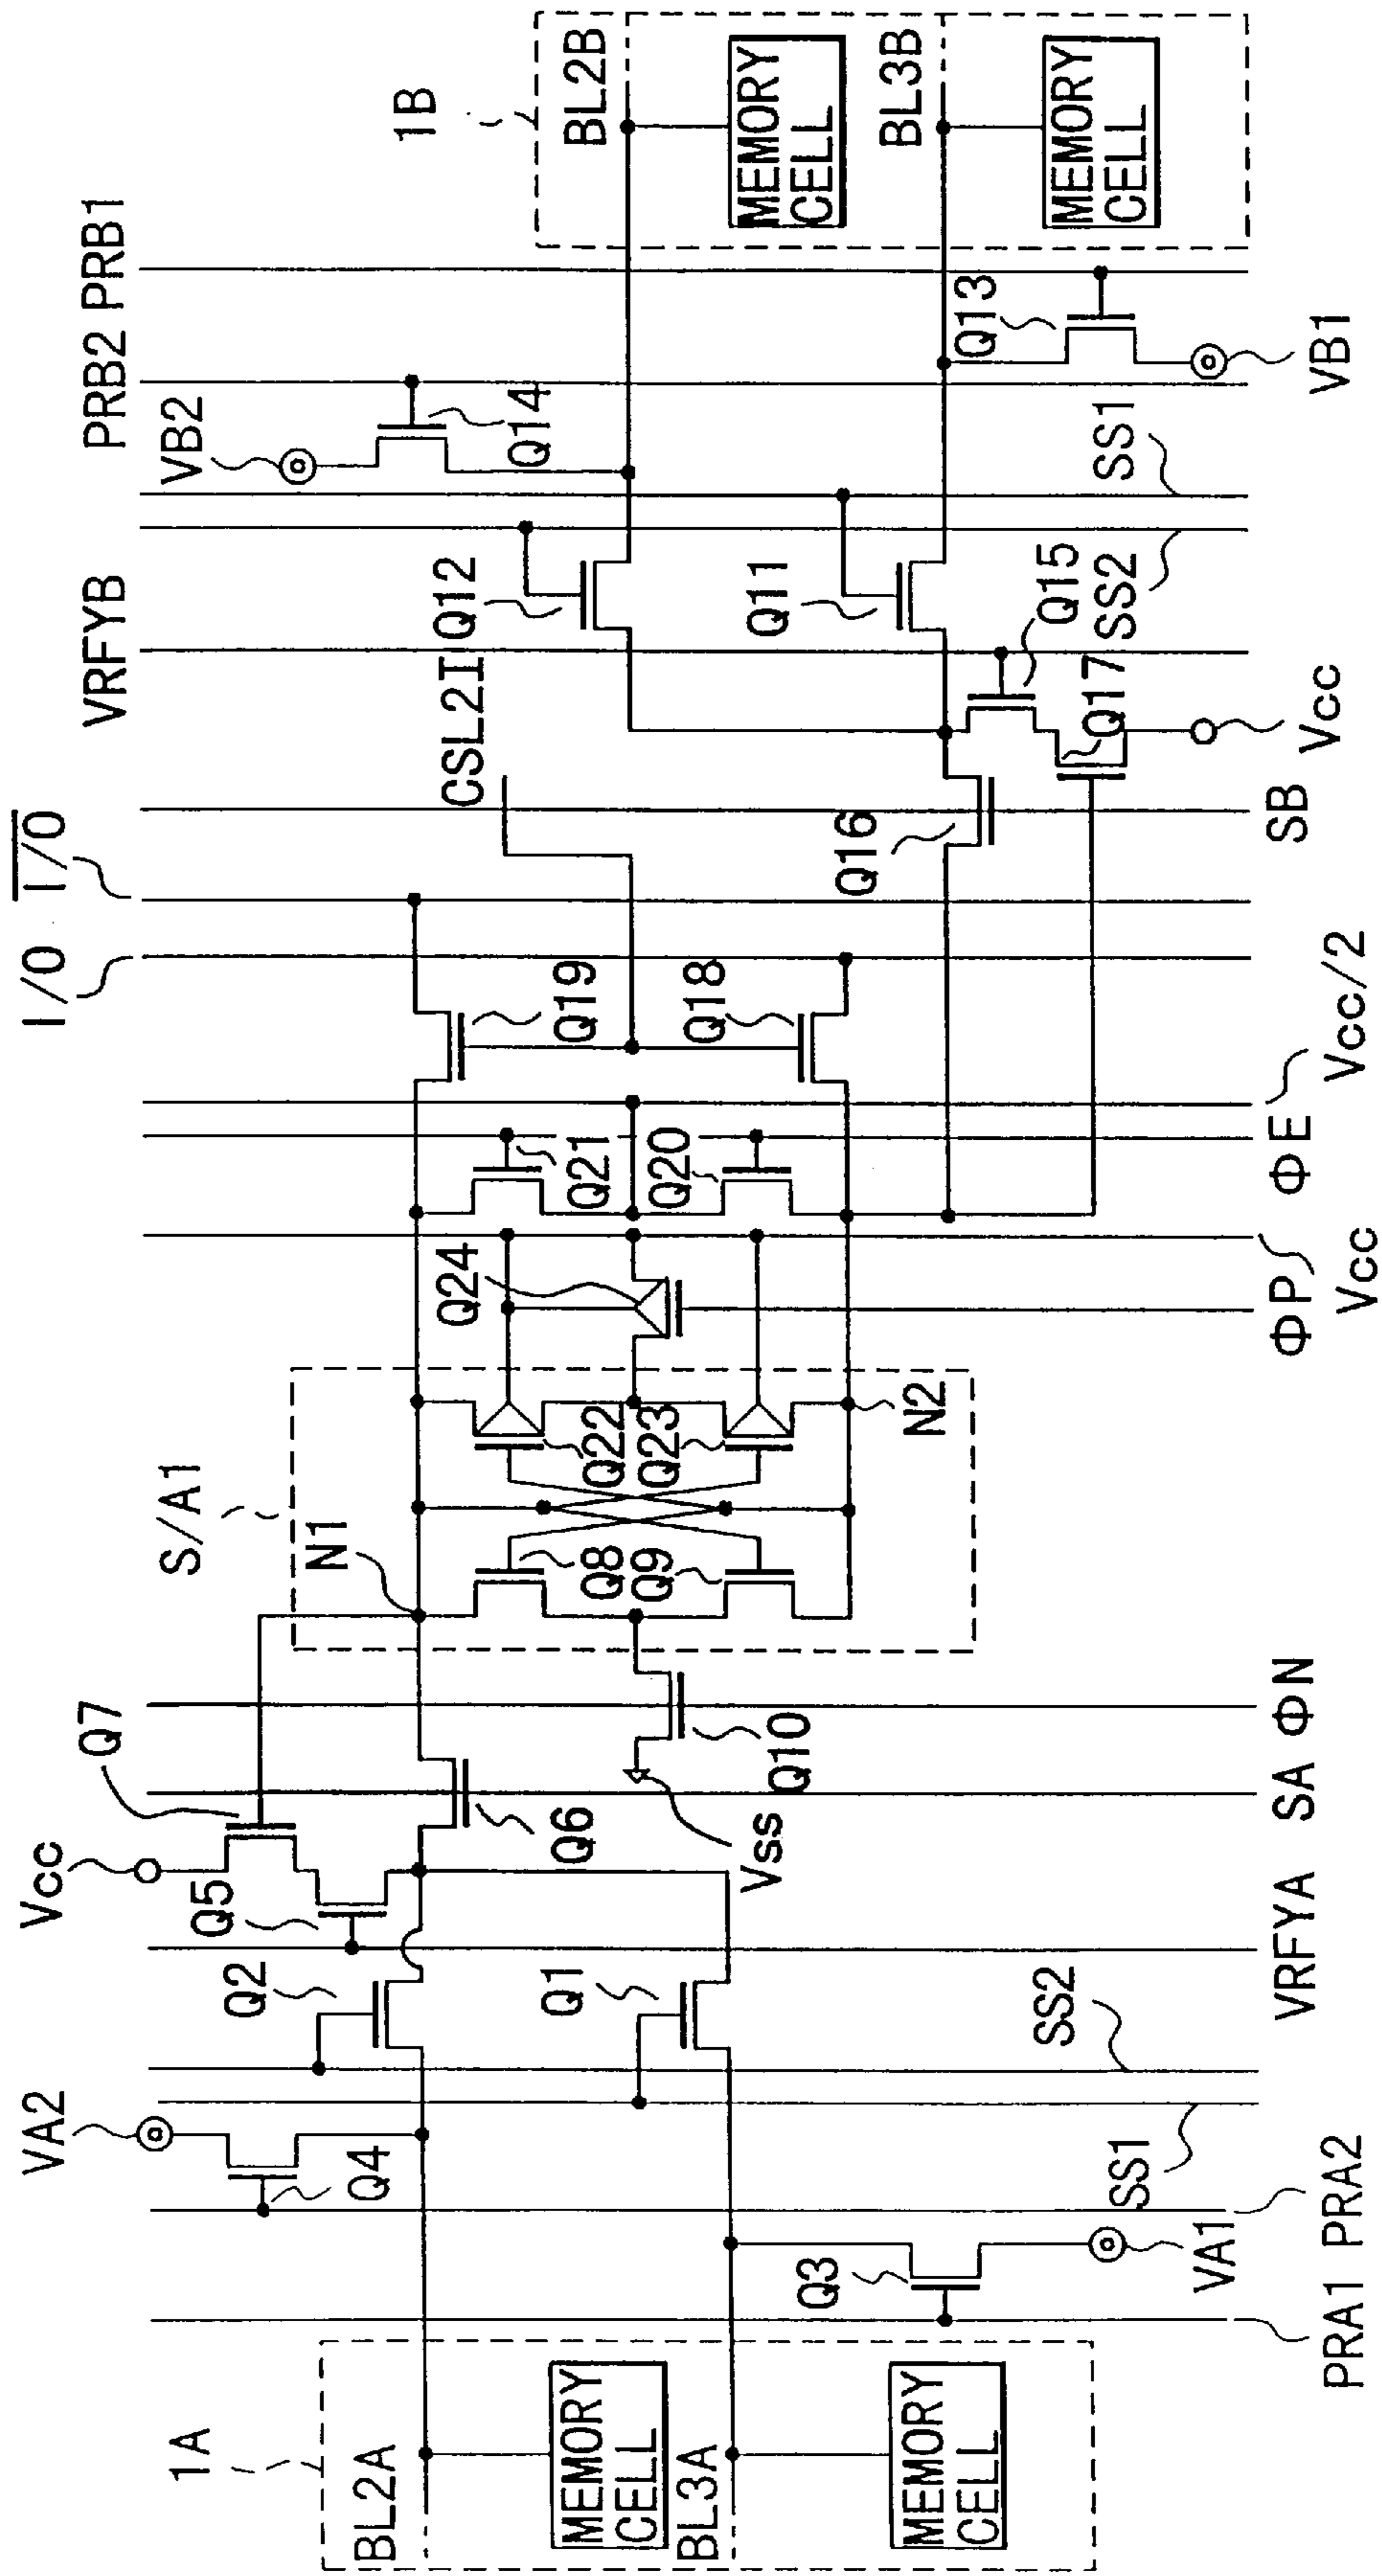 1A
BL2A
MEMORY
CELL
BL3A
MEMORY
CELL
PRA1
PRA2
VA1
Q3
VA2
Q4
SS1
SS2
Q2
Q1
VRFYA
Vcc
Q5
Q7
Q6
SA
Vss
Q10
ΦN
S/A1
N1
Q8
Q9
Q22
Q23
N2
Q24
ΦP
Vcc
Q21
Q20
ΦE
Vcc/2
Q19
Q18
I/O
I/O
CSL2I
SB
Q16
VRFYB
Q12
Q11
Q15
Q17
Vcc
SS2
SS1
VB2
Q14
PRB2
PRB1
Q13
VB1
1B
BL2B
MEMORY
CELL
BL3B
MEMORY
CELL